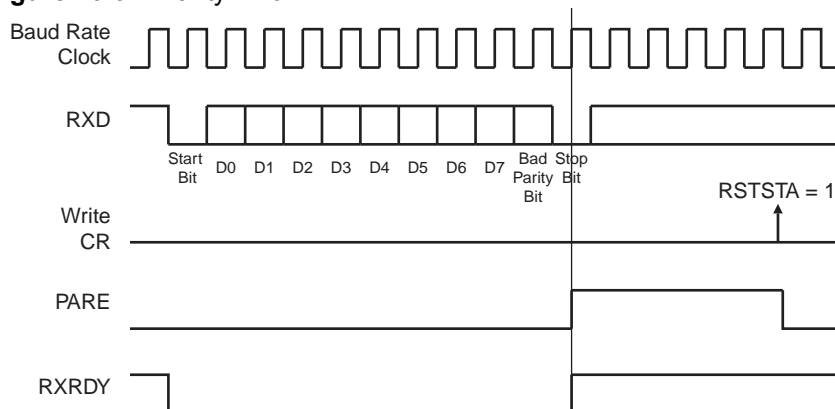 Baud Rate
Clock
RXD
Start
Bit
D0 D1 D2 D3 D4 D5 D6 D7
Bad
Parity
Bit
Stop
Bit
RSTSTA = 1
Write
CR
PARE
RXRDY